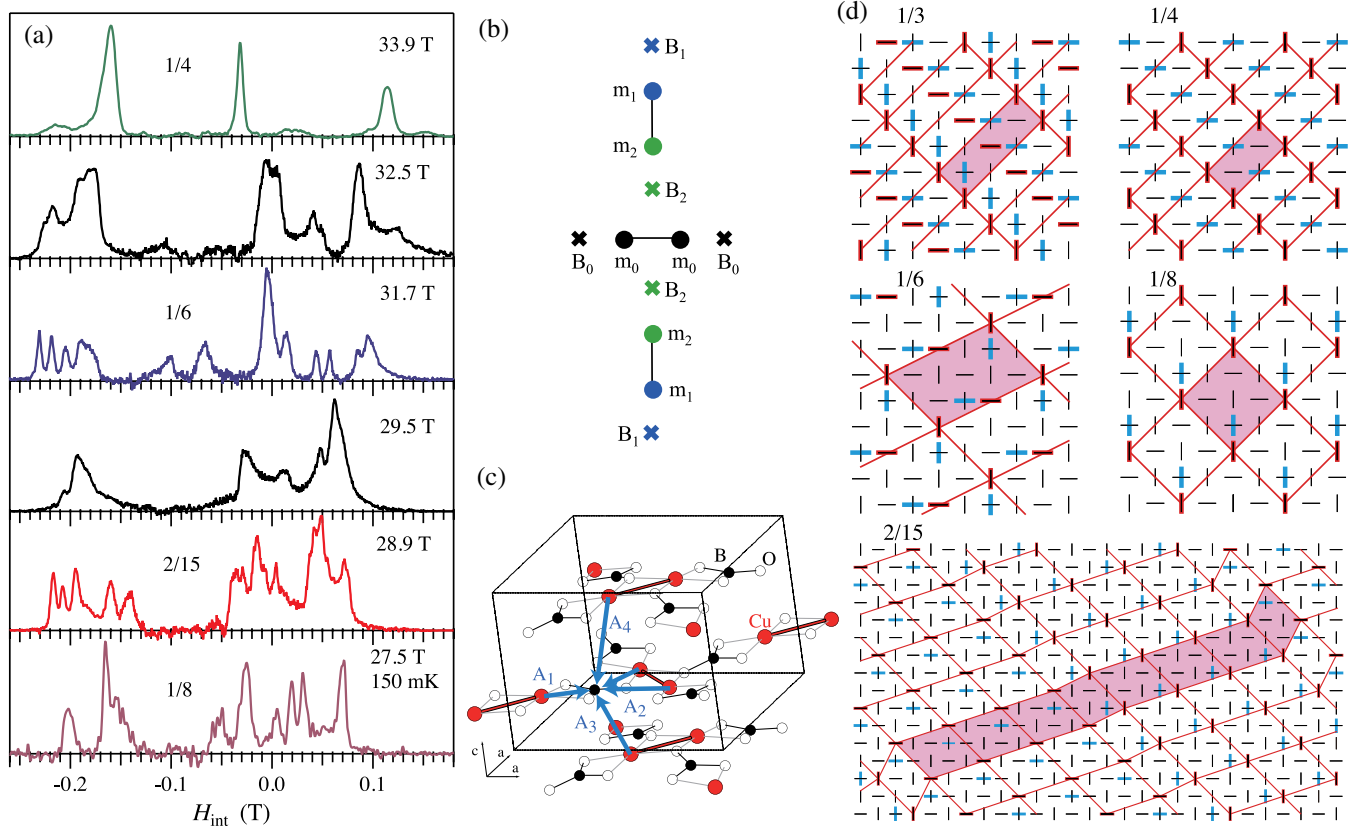 (a)
33.9 T
1/4
32.5 T
31.7 T
1/6
29.5 T
2/15
28.9 T
27.5 T
150 mK
1/8
-0.2 -0.1 0.0 0.1
H_int (T)
(b)
B₁
m₁
m₂
B₂
B₀ m₀ m₀ B₀
B₂
m₂
m₁
B₁
(c)
B O
A₄
Cu
A₁
A₂
A₃
c a
a
(d)
1/3 1/4
1/6 1/8
2/15